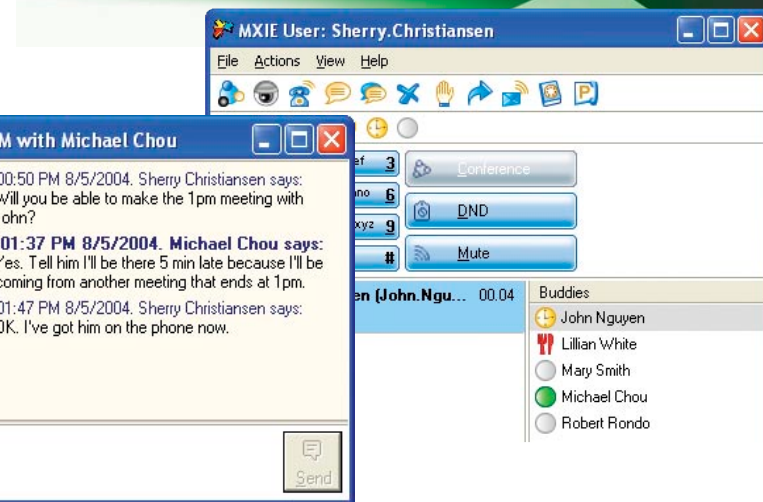 MXIE User: Sherry.Christiansen
File Actions View Help
ef 3
Conference
no 6
DND
xyz 9
#
Mute
en (John.Ngu... 00.04
Buddies
John Nguyen
Lillian White
Mary Smith
Michael Chou
Robert Rondo
M with Michael Chou
00:50 PM 8/5/2004. Sherry Christiansen says:
Will you be able to make the 1pm meeting with
John?
01:37 PM 8/5/2004. Michael Chou says:
Yes. Tell him I'll be there 5 min late because I'll be
coming from another meeting that ends at 1pm.
01:47 PM 8/5/2004. Sherry Christiansen says:
OK. I've got him on the phone now.
Send